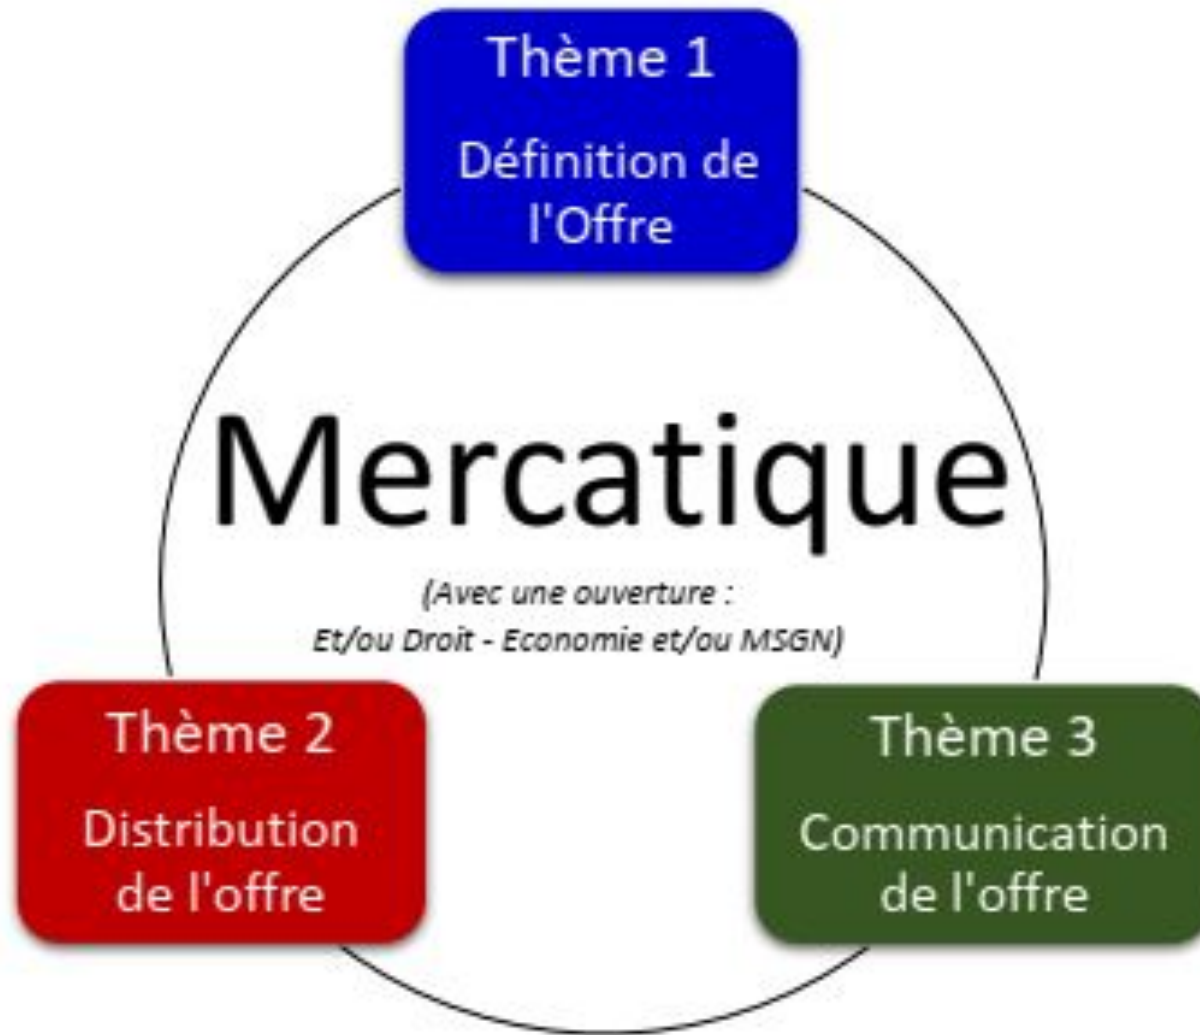 Thème 1
Définition de
l'Offre
Mercatique
(Avec une ouverture :
Et/ou Droit - Economie et/ou MSGN)
Thème 2
Distribution
de l'offre
Thème 3
Communication
de l'offre